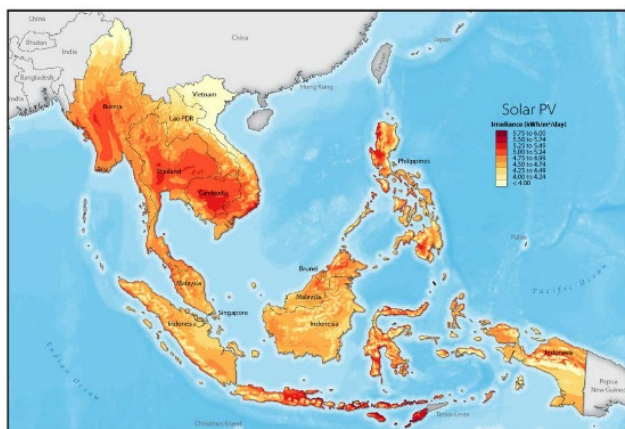 China
China
Bhutan
India
Bangladesh
India
Burma
Vietnam
Lao PDR
Hong Kong
Taiwan
Japan
Thailand
Cambodia
Philippines
Solar PV
Irradiance (kWh/m²/day)
5.75 to 6.00
5.50 to 5.74
5.25 to 5.49
5.00 to 5.24
4.75 to 4.99
4.50 to 4.74
4.25 to 4.49
4.00 to 4.24
< 4.00
Palau
Pacific Ocean
Brunei
Malaysia
Malaysia
Singapore
Indonesia
Indonesia
Indonesia
Papua
New Guinea
Indian Ocean
Timor-Leste
Christmas Island